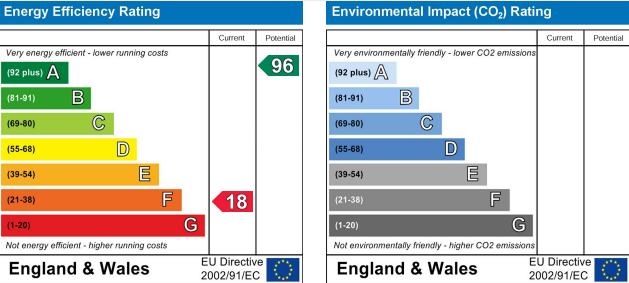 Energy Efficiency Rating
Current Potential
Very energy efficient - lower running costs
(92 plus) A
96
(81-91) B
(69-80) C
(55-68) D
(39-54) E
(21-38) F
18
(1-20) G
Not energy efficient - higher running costs
England & Wales
EU Directive
2002/91/EC
Environmental Impact (CO2) Rating
Current Potential
Very environmentally friendly - lower CO2 emissions
(92 plus) A
(81-91) B
(69-80) C
(55-68) D
(39-54) E
(21-38) F
(1-20) G
Not environmentally friendly - higher CO2 emissions
England & Wales
EU Directive
2002/91/EC